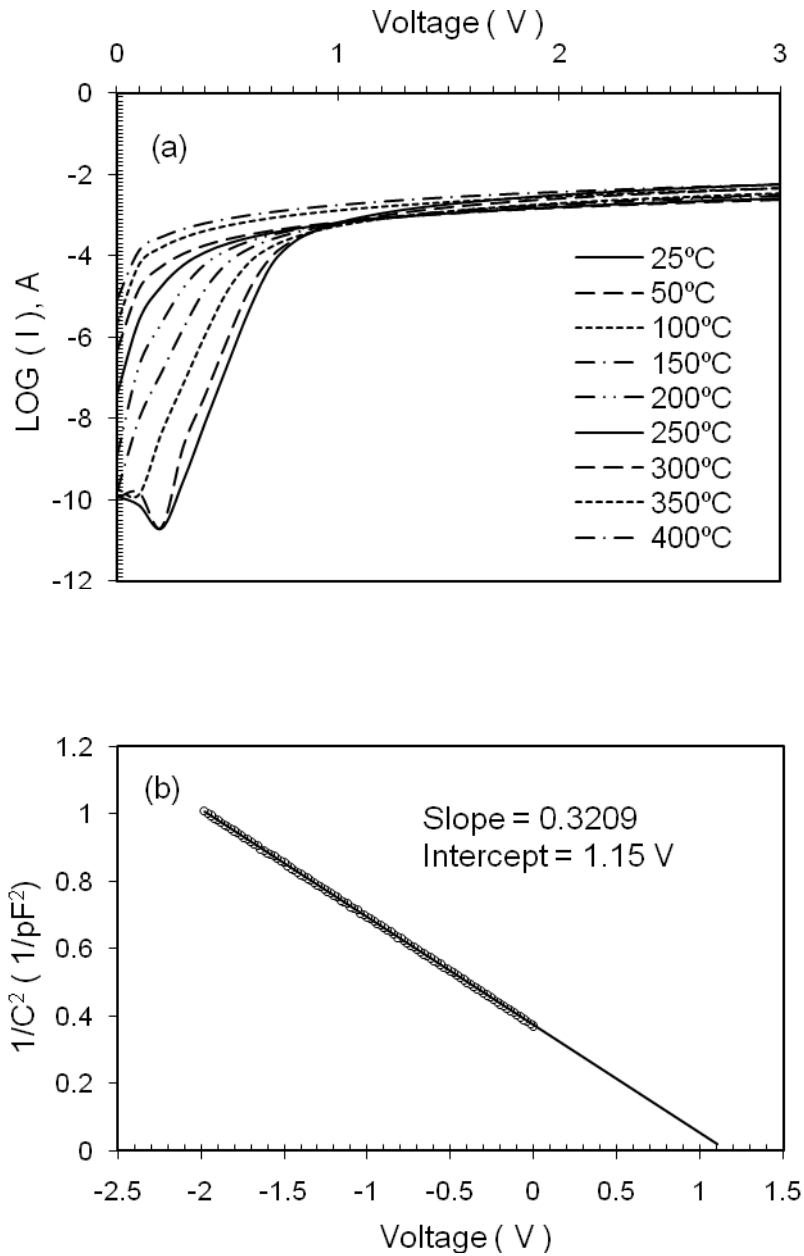 Voltage ( V )
0 1 2 3
0
-2
-4
-6
-8
-10
-12
LOG ( I ), A
(a)
25ºC
50ºC
100ºC
150ºC
200ºC
250ºC
300ºC
350ºC
400ºC
1.2
1
0.8
0.6
0.4
0.2
0
1/C² ( 1/pF² )
(b)
Slope = 0.3209
Intercept = 1.15 V
-2.5 -2 -1.5 -1 -0.5 0 0.5 1 1.5
Voltage ( V )